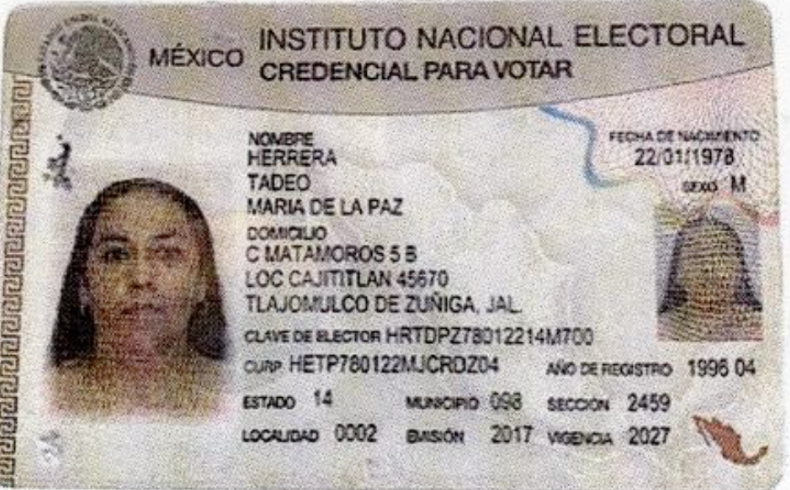 MÉXICO INSTITUTO NACIONAL ELECTORAL
CREDENCIAL PARA VOTAR
NOMBRE
HERRERA
TADEO
MARIA DE LA PAZ
FECHA DE NACIMIENTO
22/01/1978
SEXO M
DOMICILIO
C MATAMOROS 5 B
LOC CAJITITLAN 45670
TLAJOMULCO DE ZUÑIGA, JAL.
CLAVE DE ELECTOR HRTDPZ78012214M700
CURP HETP780122MJCRDZ04 AÑO DE REGISTRO 1996 04
ESTADO 14 MUNICIPIO 098 SECCIÓN 2459
LOCALIDAD 0002 EMISIÓN 2017 VIGENCIA 2027